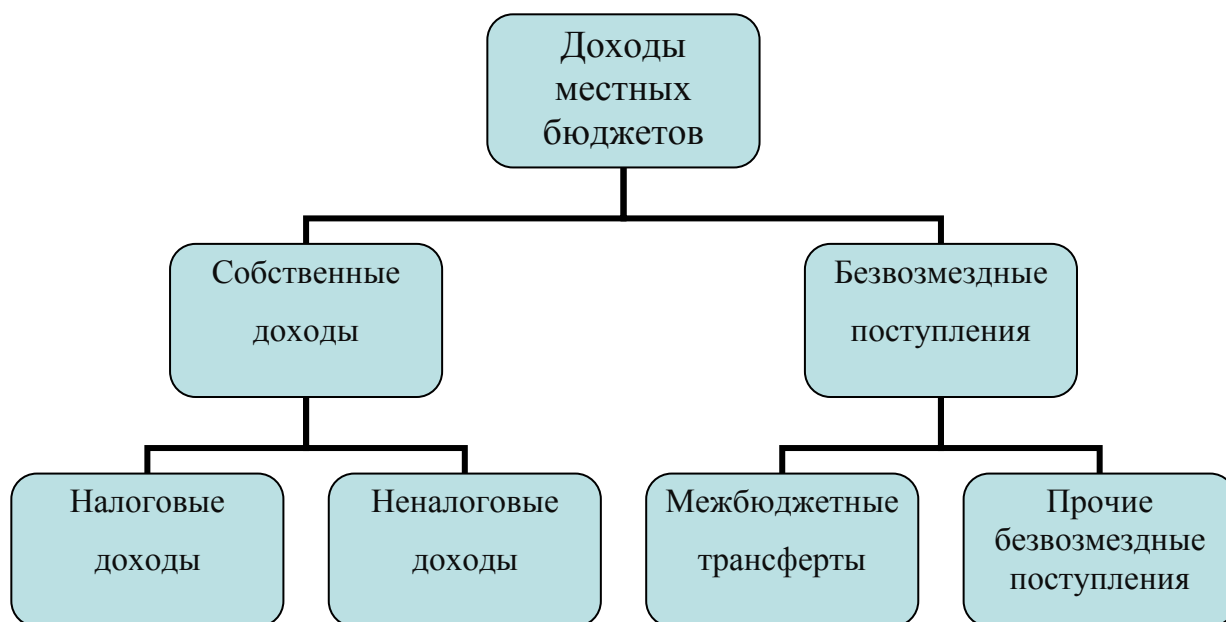 Доходы
местных
бюджетов
Собственные
доходы
Безвозмездные
поступления
Налоговые
доходы
Неналоговые
доходы
Межбюджетные
трансферты
Прочие
безвозмездные
поступления